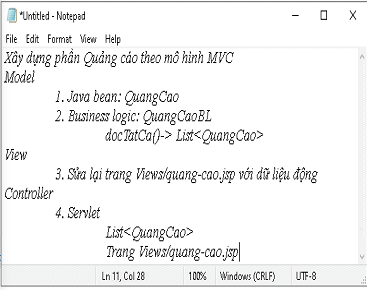 *Untitled - Notepad
File Edit Format View Help
Xây dựng phần Quảng cáo theo mô hình MVC
Model
1. Java bean: QuangCao
2. Business logic: QuangCaoBL
docTatCa()-> List<QuangCao>
View
3. Sửa lại trang Views/quang-cao.jsp với dữ liệu động
Controller
4. Servlet
List<QuangCao>
Trang Views/quang-cao.jsp
Ln 11, Col 28 100% Windows (CRLF) UTF-8